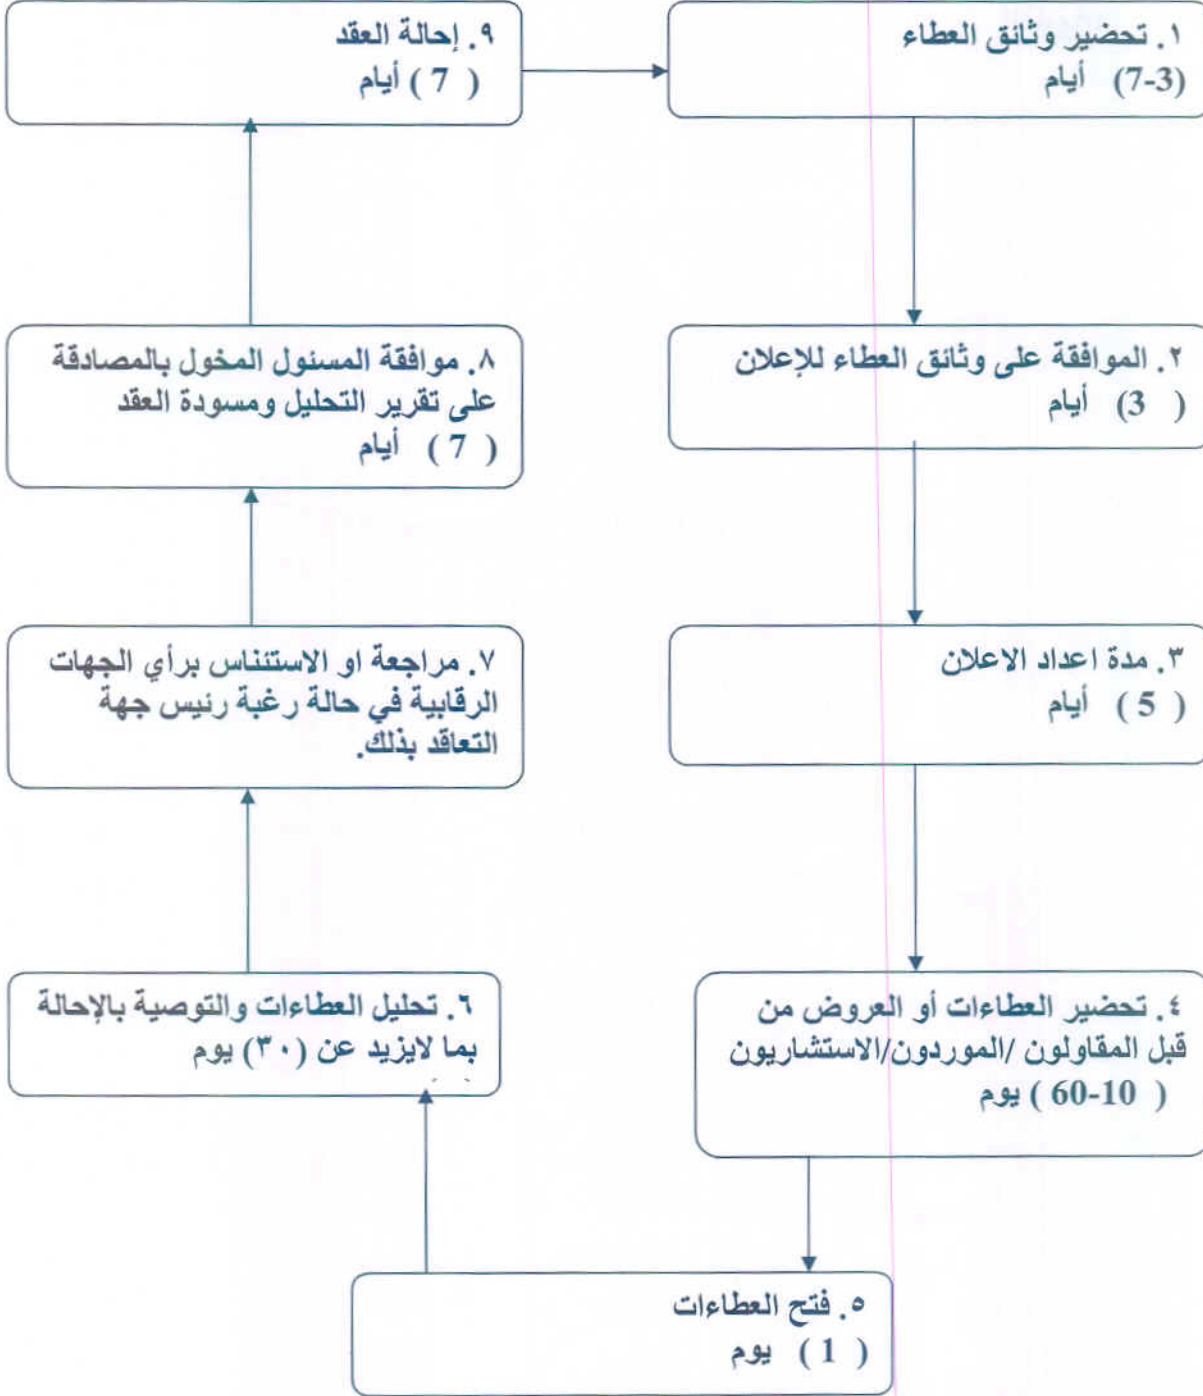 ١. تحضير وثائق العطاء
(7-3) أيام
٢. الموافقة على وثائق العطاء للإعلان
( 3) أيام
٣. مدة اعداد الاعلان
( 5 ) أيام
٤. تحضير العطاءات أو العروض من
قبل المقاولون /الموردون/الاستشاريون
( 60-10 ) يوم
٥. فتح العطاءات
( 1 ) يوم
٦. تحليل العطاءات والتوصية بالإحالة
بما لايزيد عن (٣٠) يوم
٧. مراجعة او الاستئناس برأي الجهات
الرقابية في حالة رغبة رئيس جهة
التعاقد بذلك.
٨. موافقة المسئول المخول بالمصادقة
على تقرير التحليل ومسودة العقد
( 7 ) أيام
٩. إحالة العقد
( 7 ) أيام